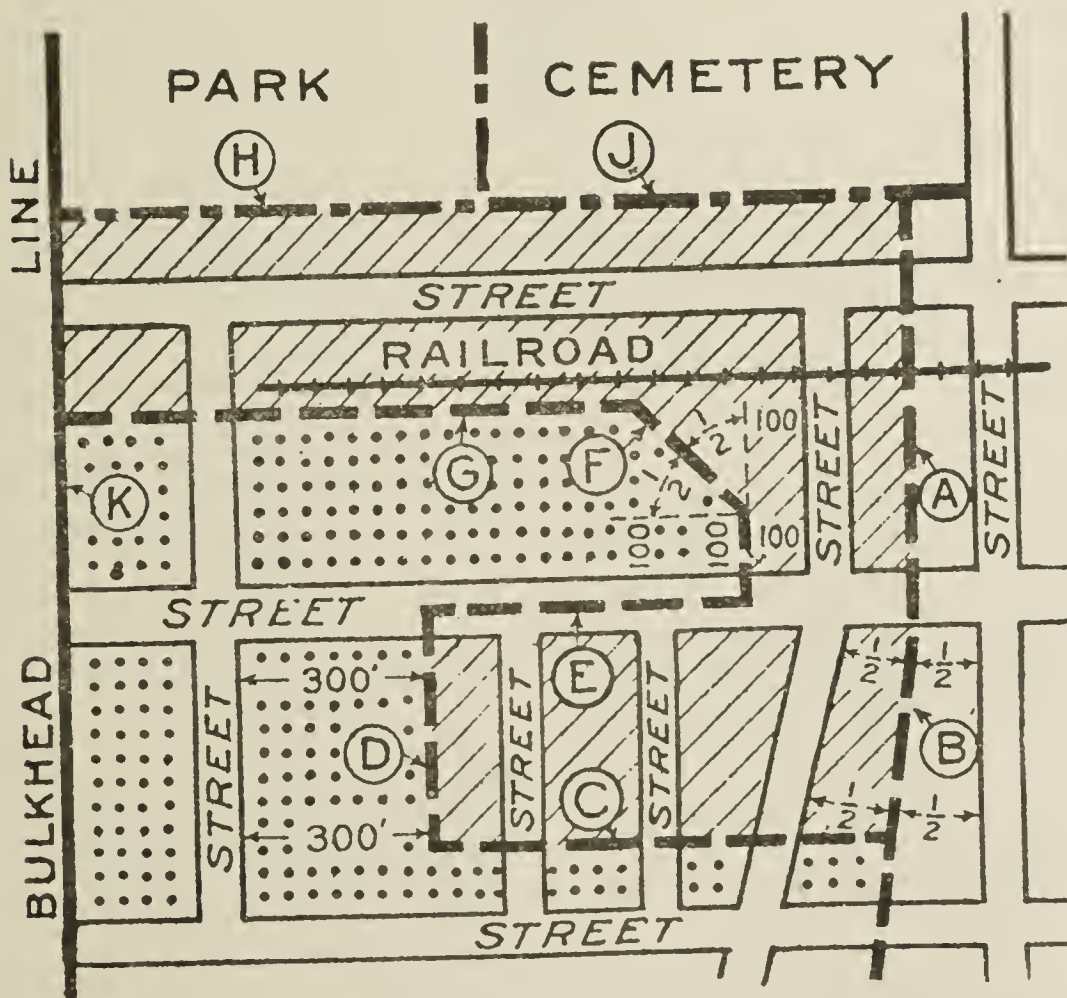 PARK
CEMETERY
H
J
LINE
STREET
RAILROAD
1/2
100
STREET
F
G
1/2
K
A
STREET
100
100
100
STREET
1/2
1/2
E
300'
BULKHEAD
STREET
D
STREET
STREET
B
C
300'
1/2
1/2
STREET